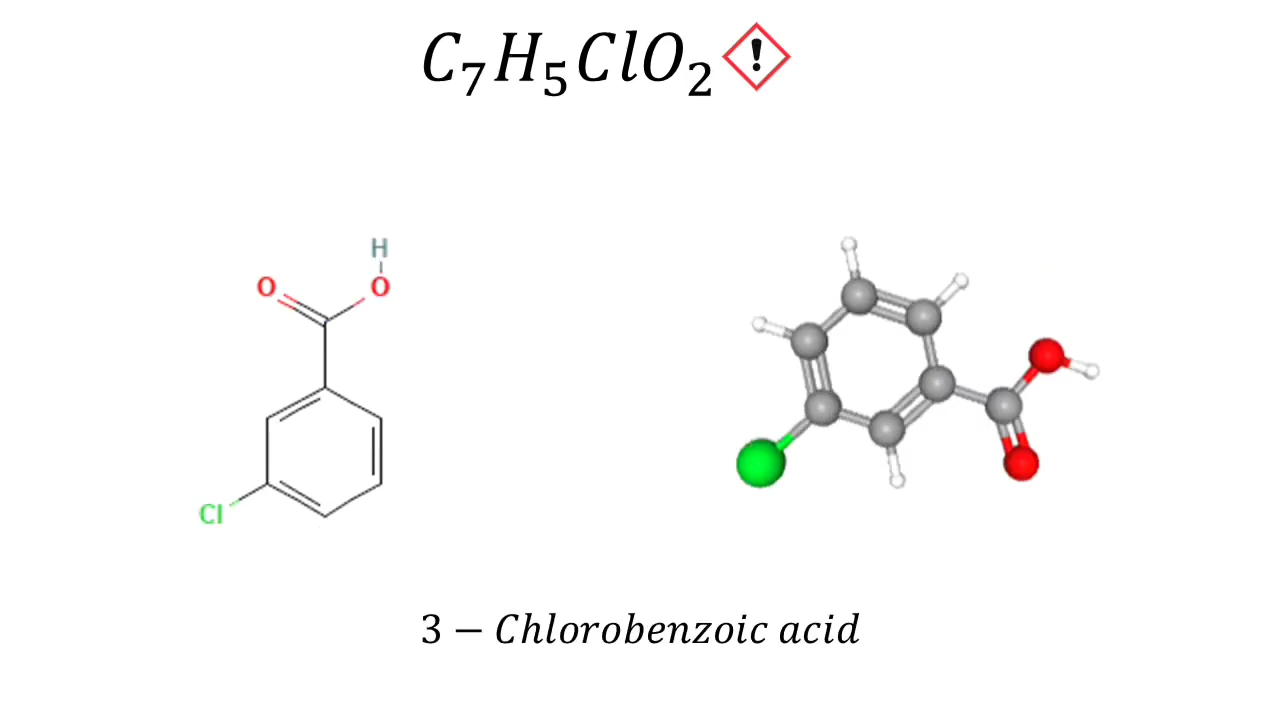 C₇H₅ClO₂ !
H
O O
Cl
3 − Chlorobenzoic acid